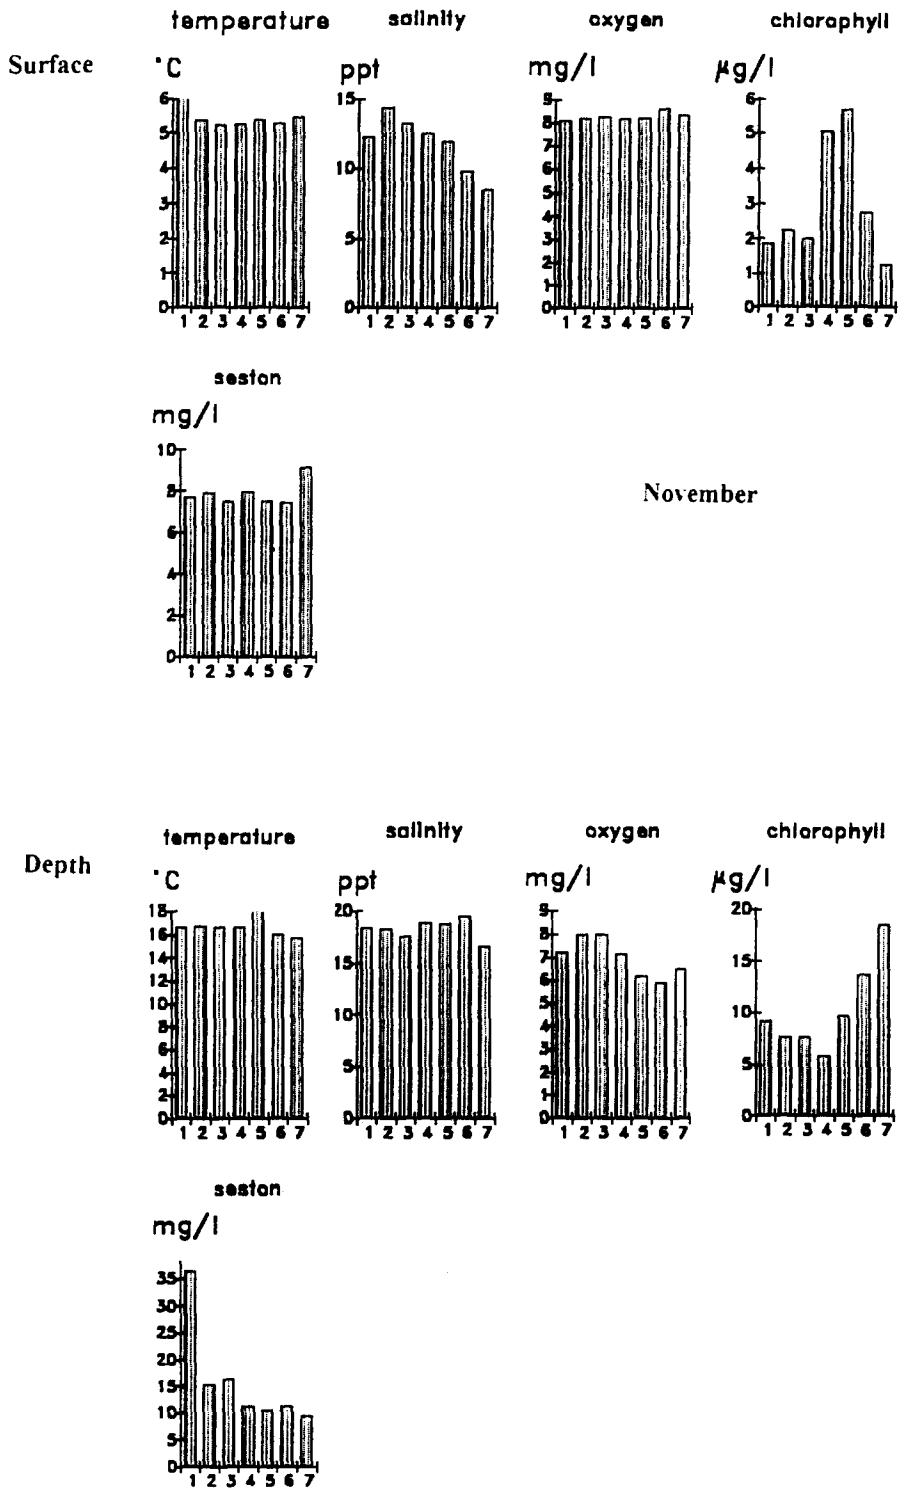 temperature salinity oxygen chlorophyll
Surface °C ppt mg/l µg/l
6 15 9 6
5 8 5
7
4 10 6 4
5
3 3
4
2 5 3 2
2
1 1 1
0 0 0 0
1 2 3 4 5 6 7 1 2 3 4 5 6 7 1 2 3 4 5 6 7 1 2 3 4 5 6 7
seston
mg/l
10
November
8
6
4
2
0
1 2 3 4 5 6 7
temperature salinity oxygen chlorophyll
Depth °C ppt mg/l µg/l
18 20 9 20
16 8
14 15 7 15
12 6
10 5
8 10 4 10
6 3
4 5 2 5
2 1
0 0 0 0
1 2 3 4 5 6 7 1 2 3 4 5 6 7 1 2 3 4 5 6 7 1 2 3 4 5 6 7
seston
mg/l
35
30
25
20
15
10
5
0
1 2 3 4 5 6 7